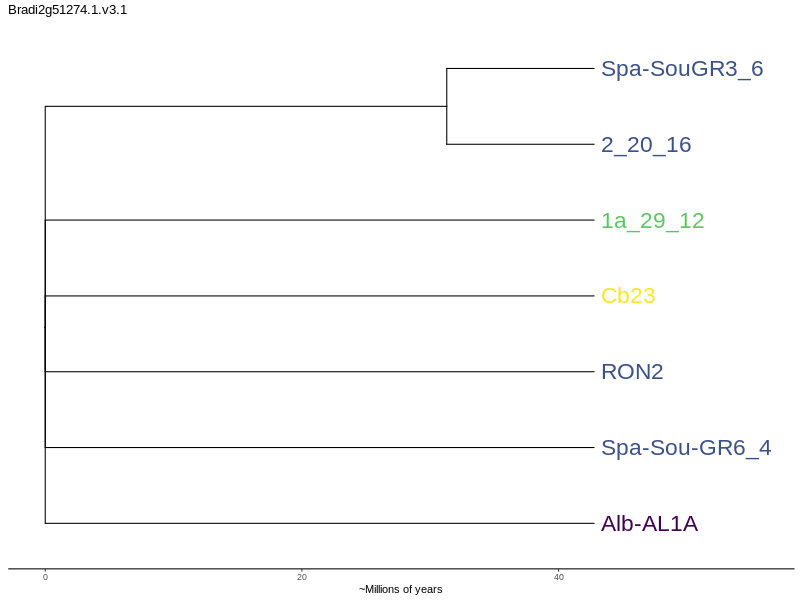 Bradi2g51274.1.v3.1
Spa-SouGR3_6
2_20_16
1a_29_12
Cb23
RON2
Spa-Sou-GR6_4
Alb-AL1A
0 20 40
~Millions of years